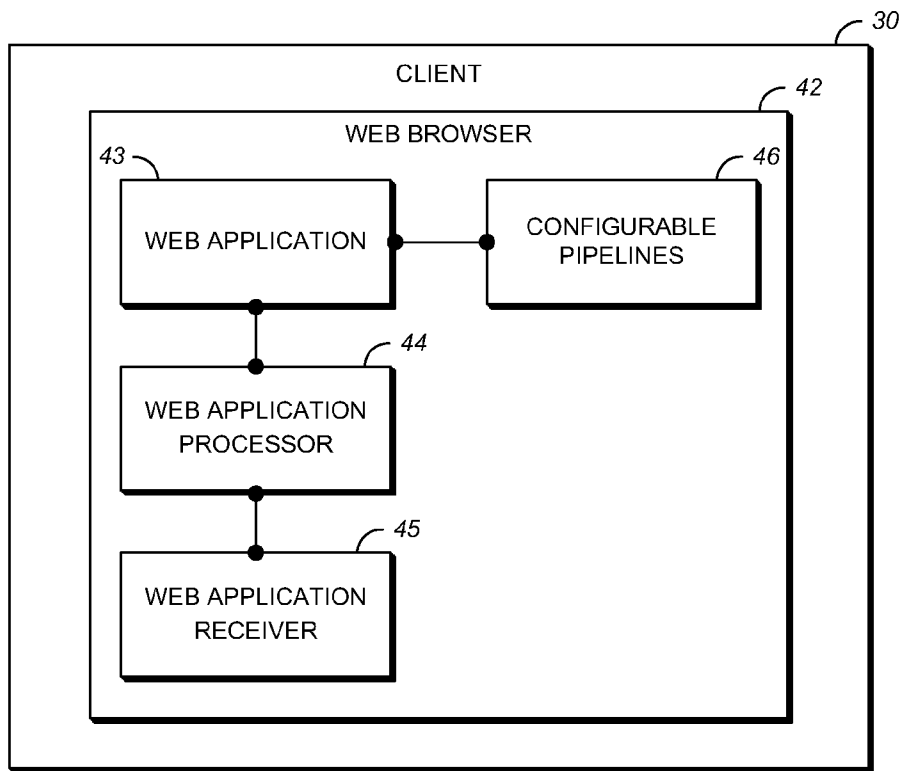 30
CLIENT
42
WEB BROWSER
43
46
WEB APPLICATION
CONFIGURABLE
PIPELINES
44
WEB APPLICATION
PROCESSOR
45
WEB APPLICATION
RECEIVER